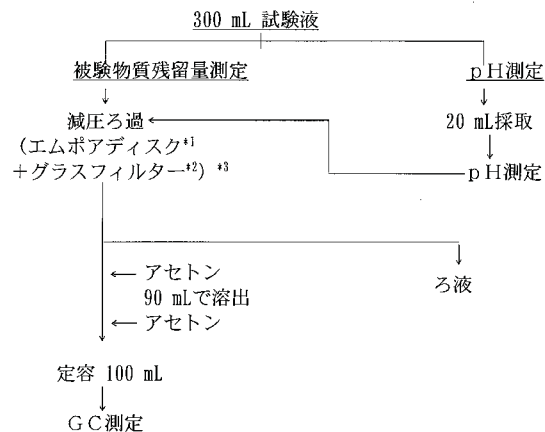 300 mL 試験液
被験物質残留量測定
pH測定
減圧ろ過
20 mL採取
（エムポアディスク*1
＋グラスフィルター*2）*3
pH測定
アセトン
90 mLで溶出
ろ液
アセトン
定容 100 mL
GC測定